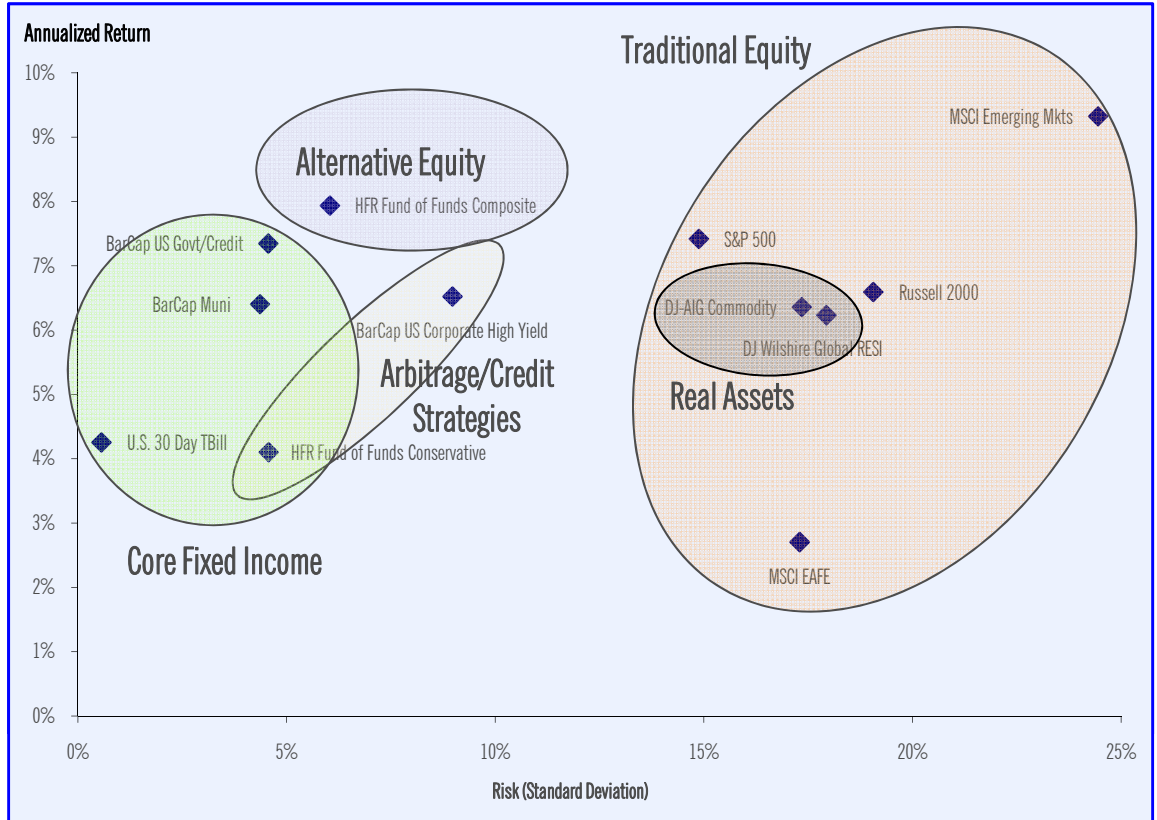 Annualized Return
Traditional Equity
10%
MSCI Emerging Mkts
9%
Alternative Equity
8%
HFR Fund of Funds Composite
BarCap US Govt/Credit
S&P 500
7%
Russell 2000
BarCap Muni
DJ-AIG Commodity
6%
BarCap US Corporate High Yield
DJ Wilshire Global RESI
Arbitrage/Credit
Strategies
5%
Real Assets
U.S. 30 Day TBill
HFR Fund of Funds Conservative
4%
3%
Core Fixed Income
MSCI EAFE
2%
1%
0%
0% 5% 10% 15% 20% 25%
Risk (Standard Deviation)